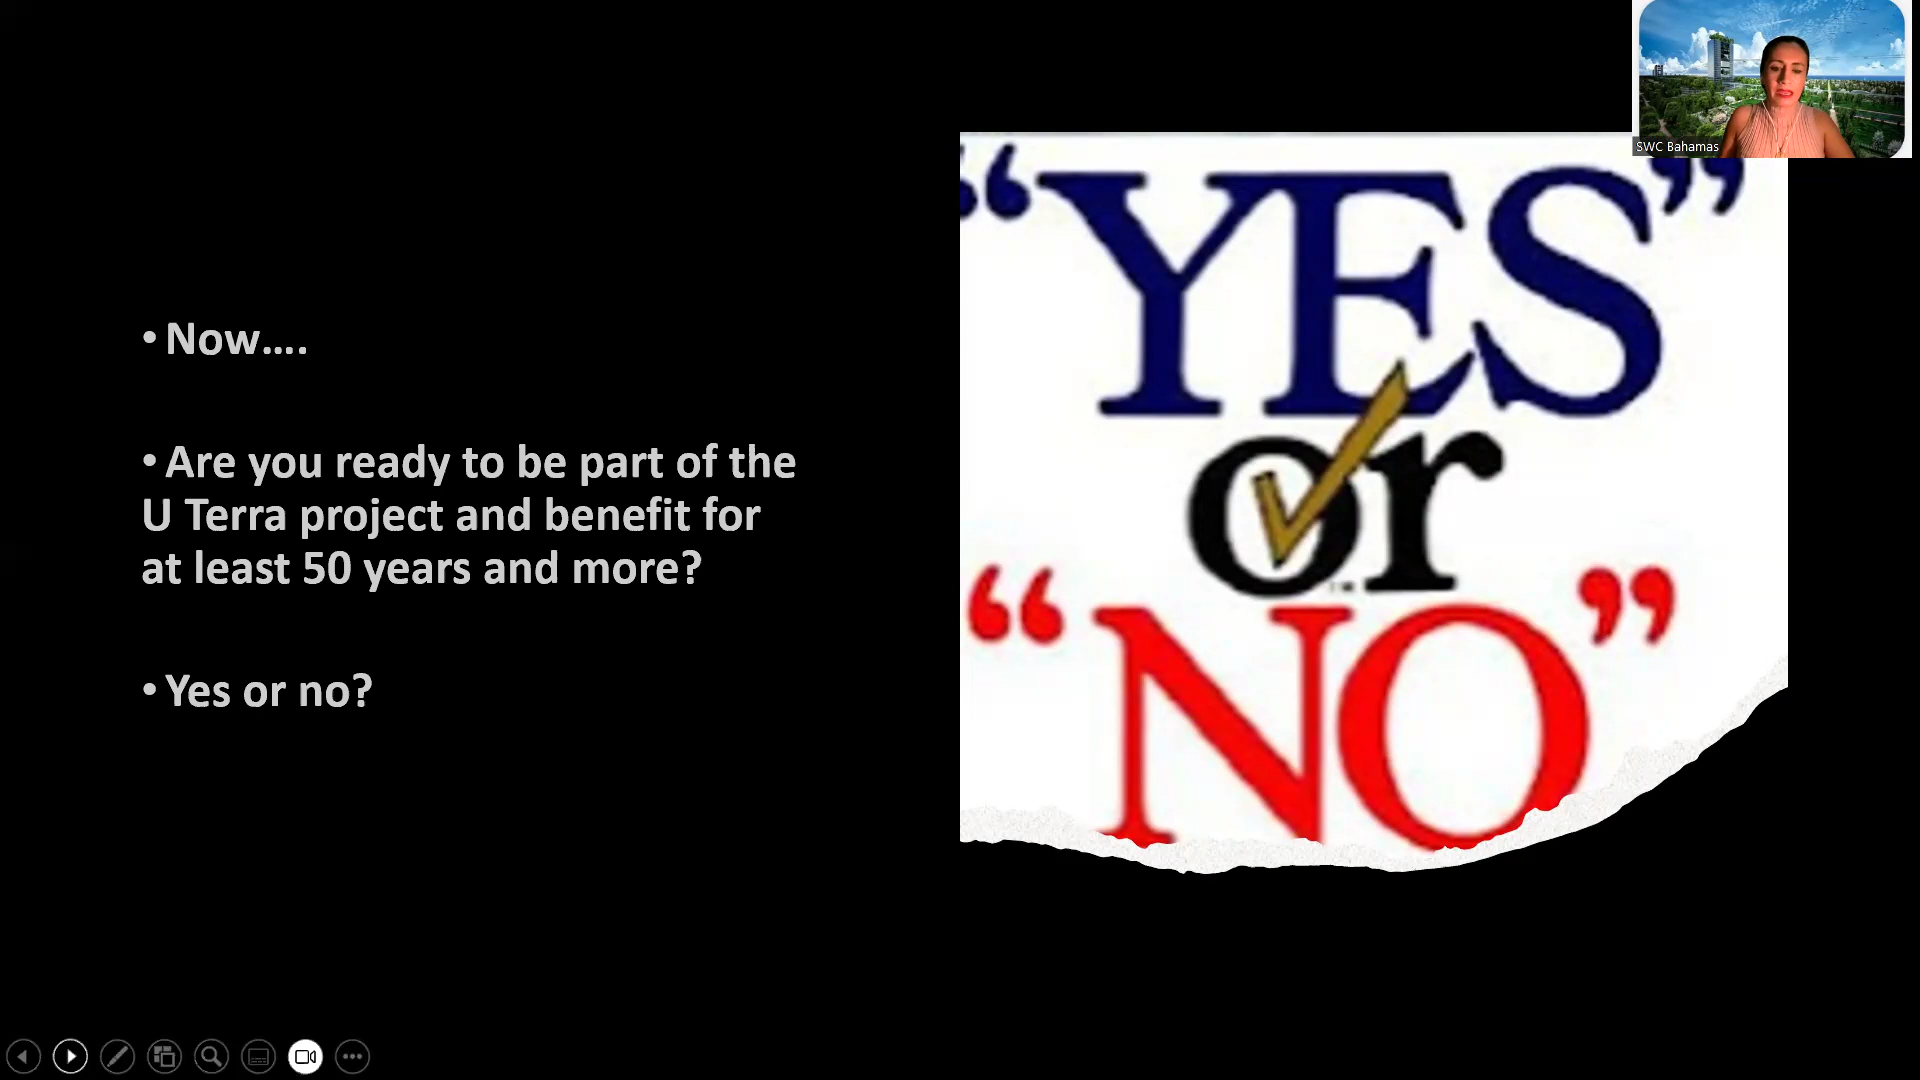 SWC Bahamas
• Now....
• Are you ready to be part of the
U Terra project and benefit for
at least 50 years and more?
• Yes or no?
“YES”
or
“NO”